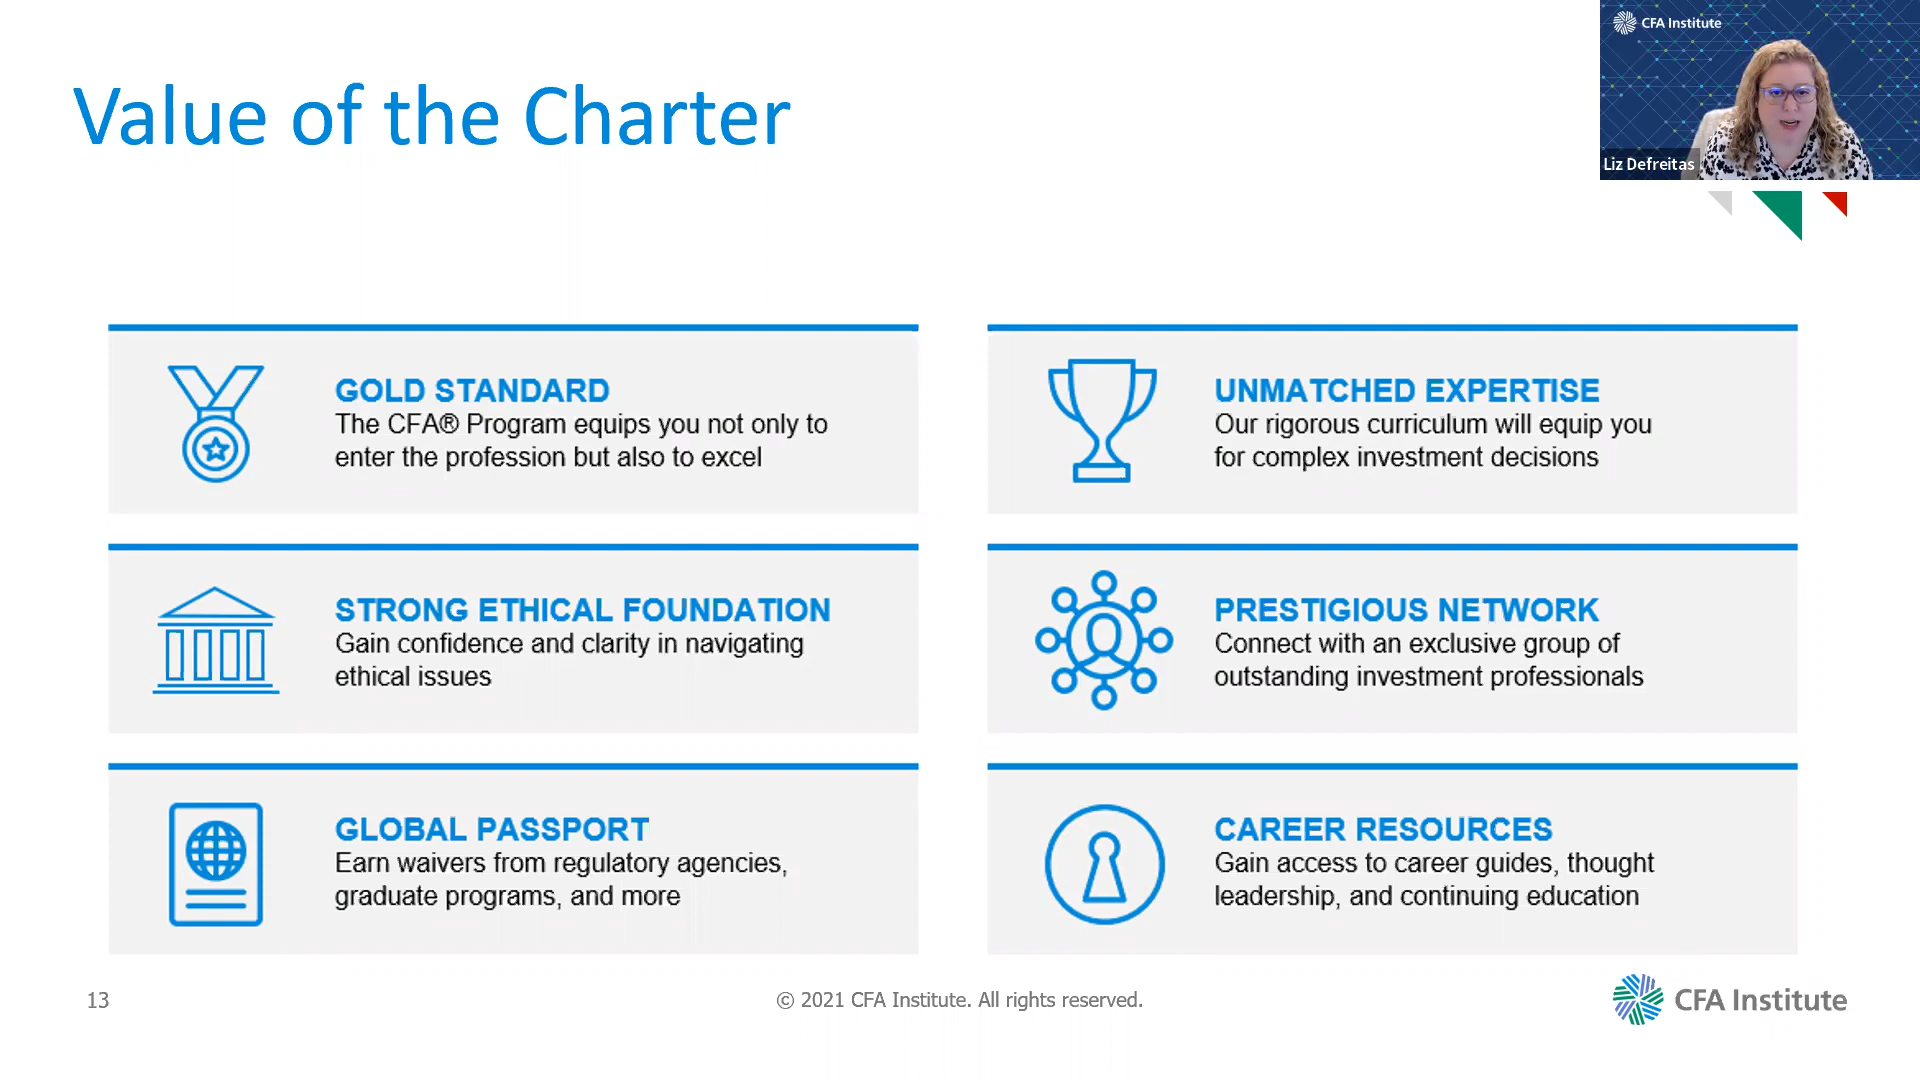 CFA Institute
Value of the Charter
Liz Defreitas
GOLD STANDARD
The CFA® Program equips you not only to
enter the profession but also to excel
UNMATCHED EXPERTISE
Our rigorous curriculum will equip you
for complex investment decisions
STRONG ETHICAL FOUNDATION
Gain confidence and clarity in navigating
ethical issues
PRESTIGIOUS NETWORK
Connect with an exclusive group of
outstanding investment professionals
GLOBAL PASSPORT
Earn waivers from regulatory agencies,
graduate programs, and more
CAREER RESOURCES
Gain access to career guides, thought
leadership, and continuing education
13
© 2021 CFA Institute. All rights reserved.
CFA Institute